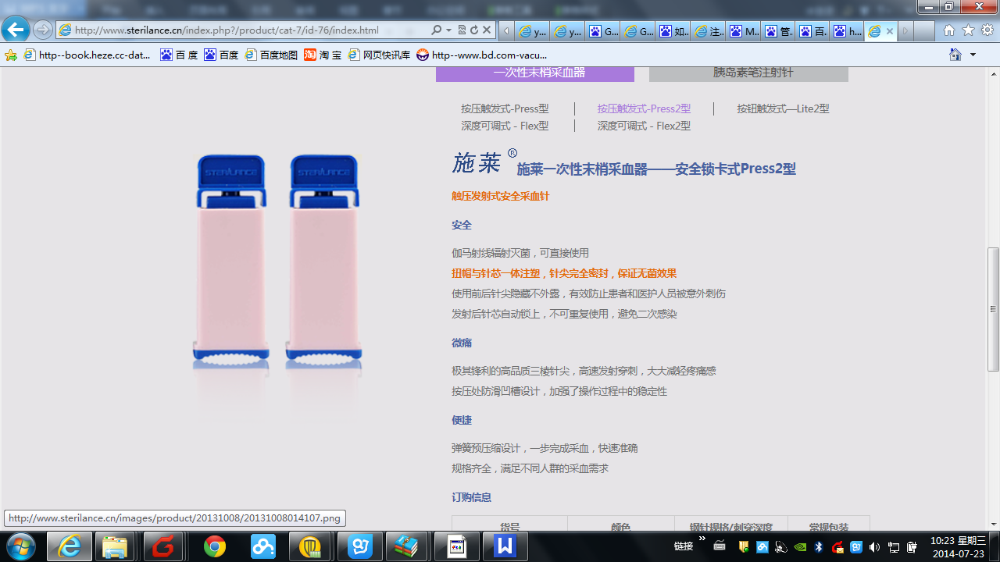 http://www.sterilance.cn/index.php?/product/cat-7/id-76/index.html
y...
y...
G...
G...
如...
注...
M...
管...
百...
h...
http--book.heze.cc-dat...
百 度
百度
百度地图
淘 宝
网页快讯库
http--www.bd.com-vacu...
一次性末梢采血器
胰岛素笔注射针
按压触发式-Press型
按压触发式-Press2型
按钮触发式—Lite2型
深度可调式 - Flex型
深度可调式 - Flex2型
施莱®
施莱一次性末梢采血器——安全锁卡式Press2型
STERILANCE
STERILANCE
触压发射式安全采血针
安全
伽马射线辐射灭菌，可直接使用
扭帽与针芯一体注塑，针尖完全密封，保证无菌效果
使用前后针尖隐藏不外露，有效防止患者和医护人员被意外刺伤
发射后针芯自动锁上，不可重复使用，避免二次感染
微痛
极其锋利的高品质三棱针尖，高速发射穿刺，大大减轻疼痛感
按压处防滑凹槽设计，加强了操作过程中的稳定性
便捷
弹簧预压缩设计，一步完成采血，快速准确
规格齐全，满足不同人群的采血需求
订购信息
货号
颜色
钢针规格/刺穿深度
常规包装
http://www.sterilance.cn/images/product/20131008/20131008014107.png
链接
10:23 星期三
2014-07-23